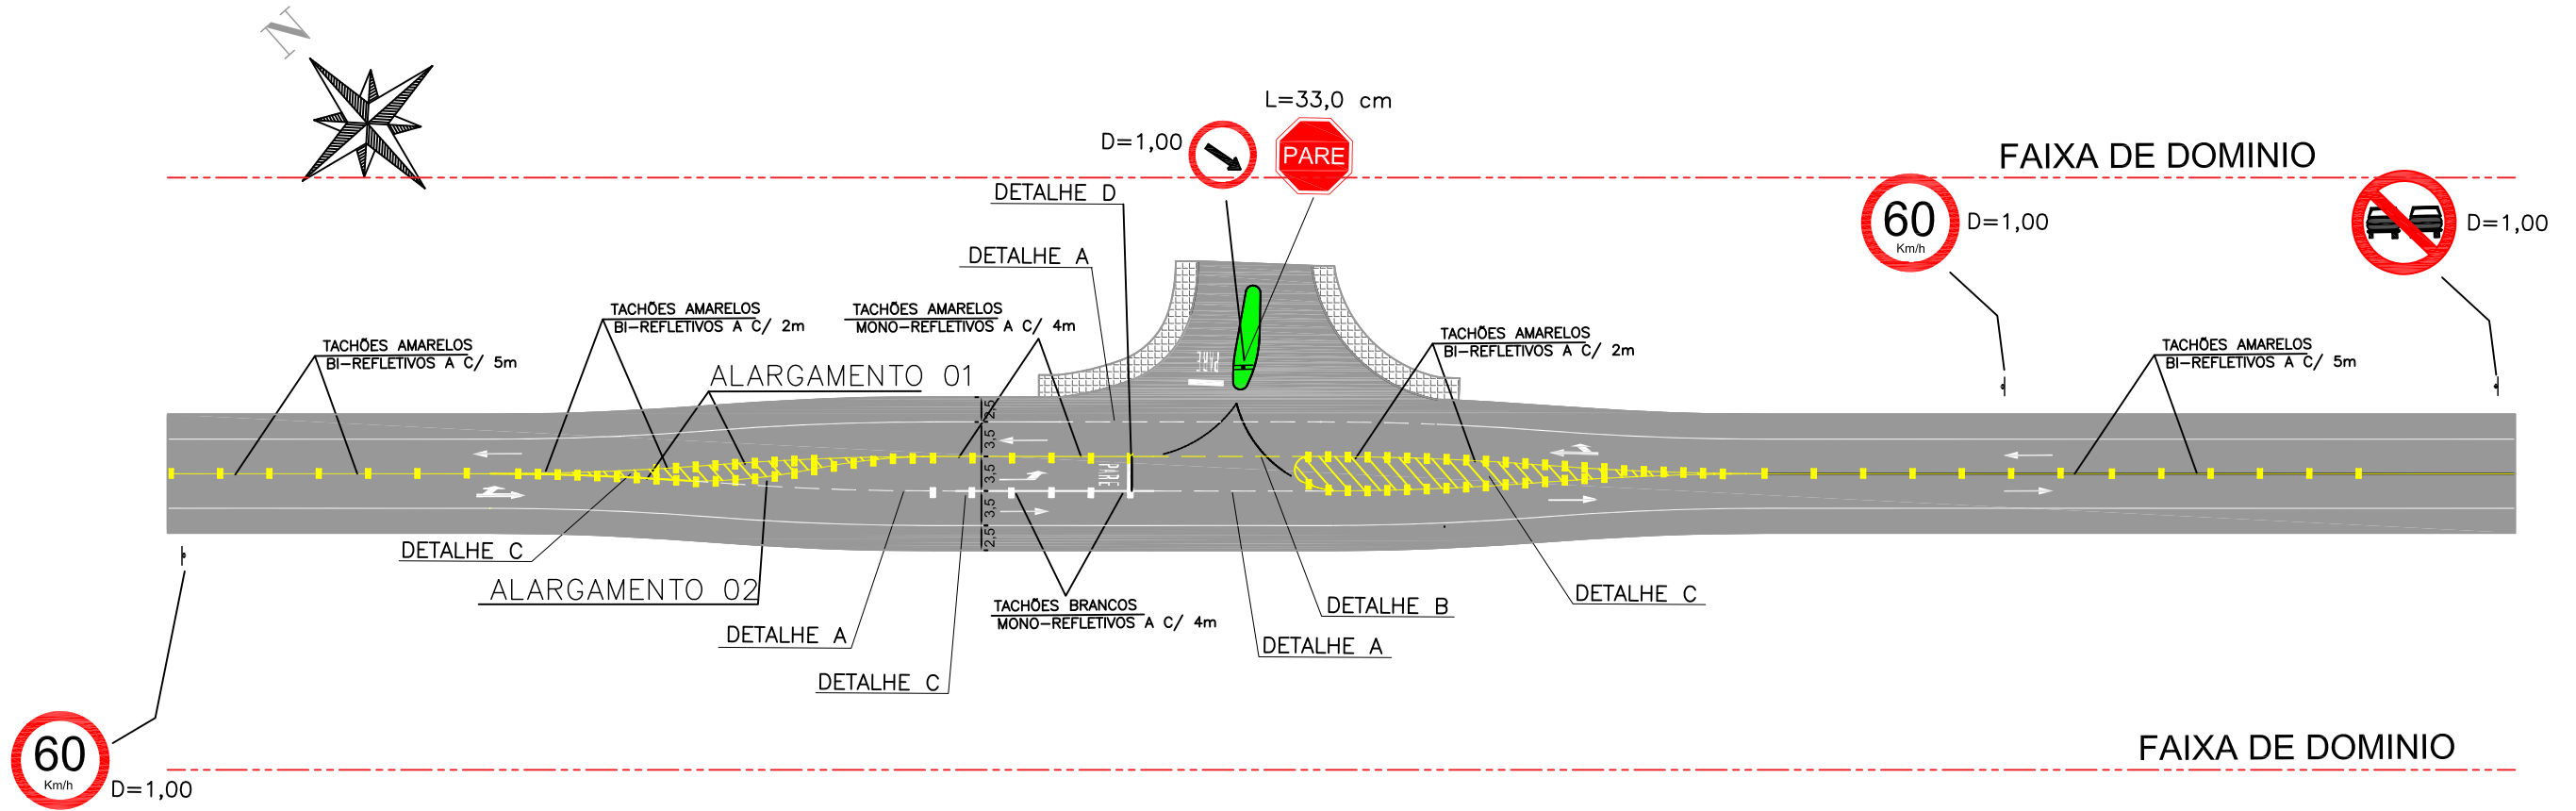 N
L=33,0 cm
D=1,00
PARE
FAIXA DE DOMINIO
DETALHE D
60
Km/h
D=1,00
D=1,00
DETALHE A
TACHÕES AMARELOS
BI-REFLETIVOS A C/ 2m
TACHÕES AMARELOS
MONO-REFLETIVOS A C/ 4m
TACHÕES AMARELOS
BI-REFLETIVOS A C/ 2m
TACHÕES AMARELOS
BI-REFLETIVOS A C/ 5m
TACHÕES AMARELOS
BI-REFLETIVOS A C/ 5m
PARE
ALARGAMENTO 01
2,5
3,5
3,5
3,5
2,5
PARE
DETALHE C
ALARGAMENTO 02
DETALHE A
DETALHE C
TACHÕES BRANCOS
MONO-REFLETIVOS A C/ 4m
DETALHE B
DETALHE A
DETALHE C
60
Km/h
D=1,00
FAIXA DE DOMINIO